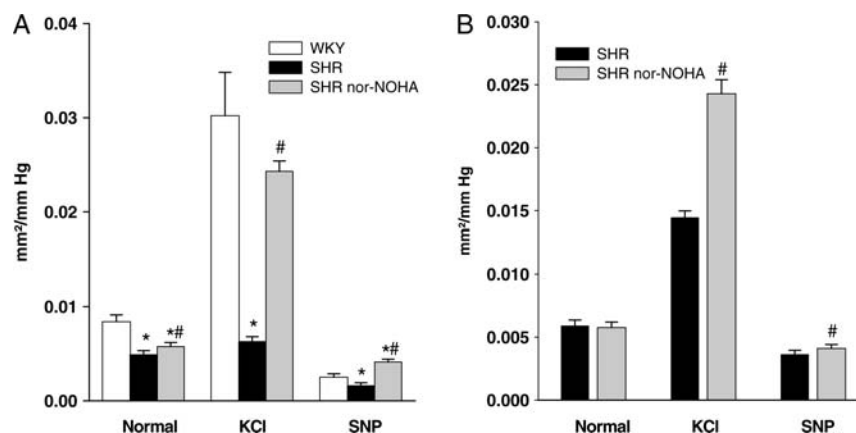 A
mm²/mm Hg
0.04
0.03
0.02
0.01
0.00
WKY
SHR
SHR nor-NOHA
*
*#
*
#
*
*#
Normal KCl SNP
B
mm²/mm Hg
0.030
0.025
0.020
0.015
0.010
0.005
0.000
SHR
SHR nor-NOHA
#
#
Normal KCl SNP